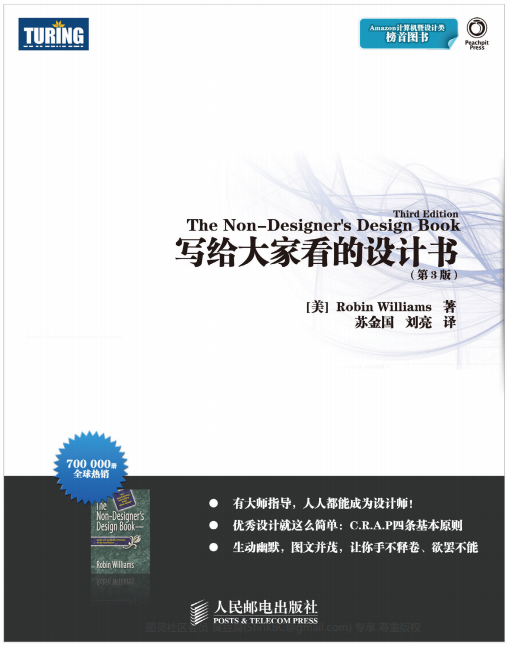 TURING
Amazon计算机暨设计类
榜首图书
Peachpit
Press
Third Edition
The Non-Designer's Design Book
写给大家看的设计书
(第3版)
[美] Robin Williams 著
苏金国 刘亮 译
700 000册
全球热销
The
Non-Designer's
Design Book
Robin Williams
有大师指导，人人都能成为设计师！
优秀设计就这么简单：C.R.A.P四条基本原则
生动幽默，图文并茂，让你手不释卷、欲罢不能
人民邮电出版社
POSTS & TELECOM PRESS